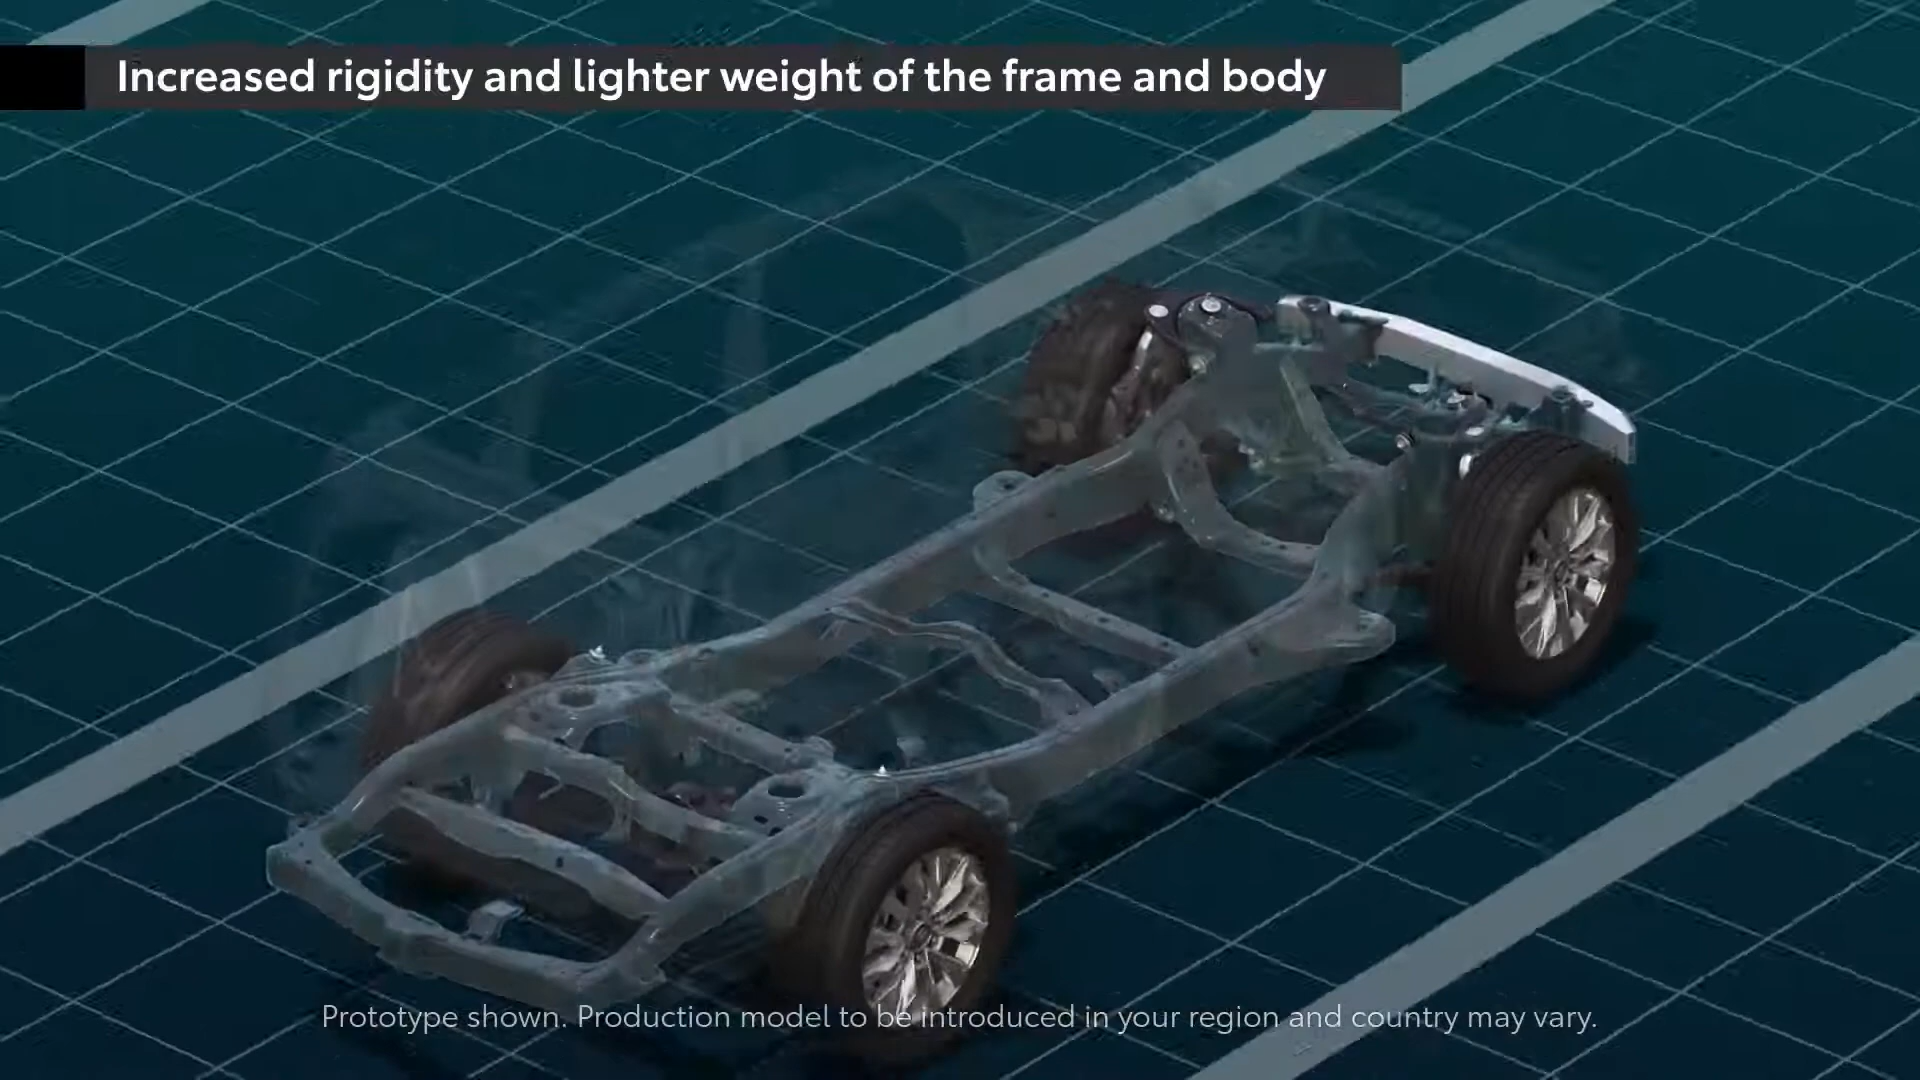 Increased rigidity and lighter weight of the frame and body
Prototype shown. Production model to be introduced in your region and country may vary.